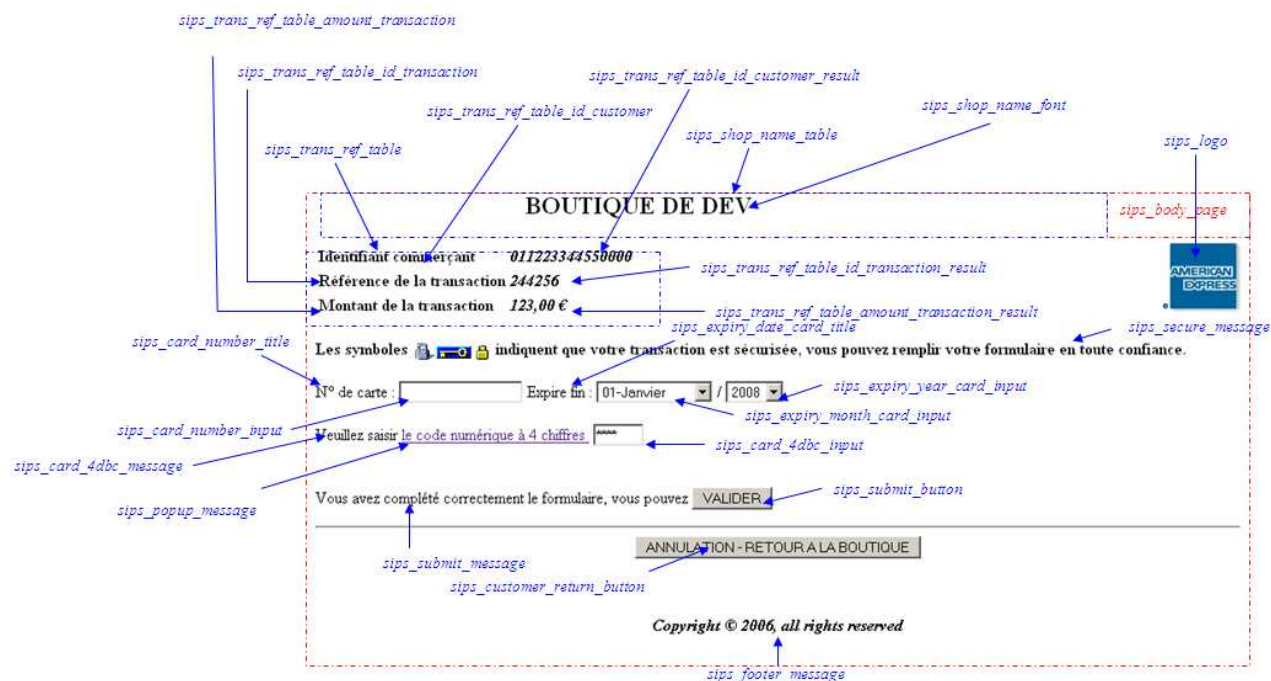 sips_trans_ref_table_amount_transaction
sips_trans_ref_table_id_transaction
sips_trans_ref_table_id_customer_result
sips_trans_ref_table_id_customer
sips_shop_name_font
sips_shop_name_table
sips_trans_ref_table
sips_logo
BOUTIQUE DE DEV
sips_body_page
Identifiant commerçant 011223344550000
Référence de la transaction 244256
sips_trans_ref_table_id_transaction_result
AMERICAN
EXPRESS
Montant de la transaction 123,00 €
sips_trans_ref_table_amount_transaction_result
sips_expiry_date_card_title
sips_secure_message
sips_card_number_title
Les symboles indiquent que votre transaction est sécurisée, vous pouvez remplir votre formulaire en toute confiance.
N° de carte : Expire fin : 01-Janvier / 2008
sips_expiry_year_card_input
sips_expiry_month_card_input
sips_card_number_input
Veuillez saisir le code numérique à 4 chiffres ****
sips_card_4dbc_input
sips_card_4dbc_message
Vous avez complété correctement le formulaire, vous pouvez VALIDER
sips_submit_button
sips_popup_message
ANNULATION - RETOUR A LA BOUTIQUE
sips_submit_message
sips_customer_return_button
Copyright © 2006, all rights reserved
sips_footer_message